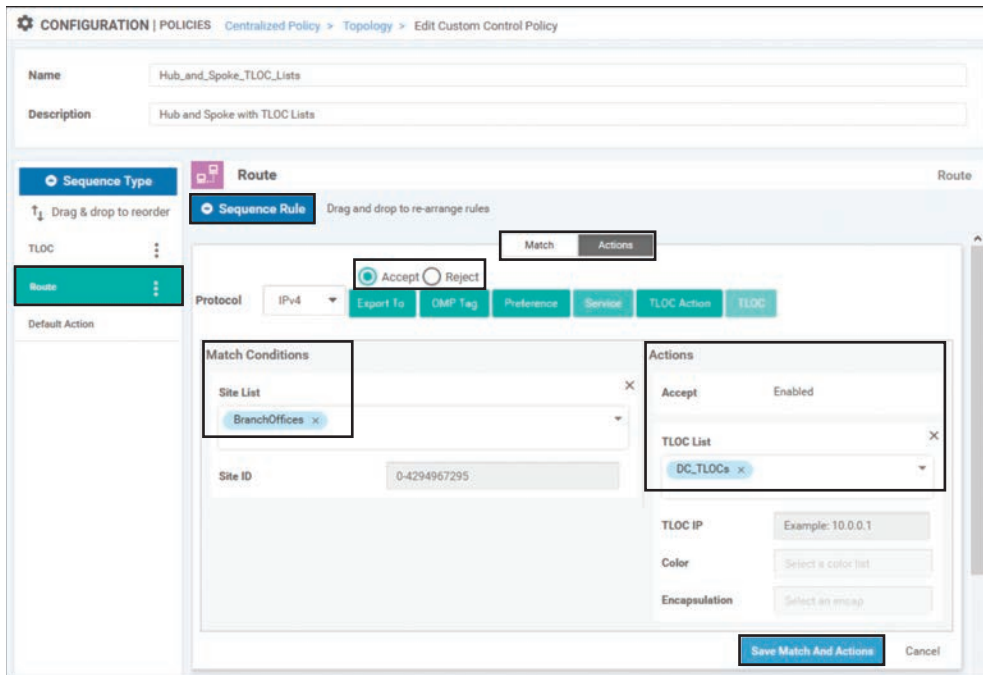 CONFIGURATION | POLICIES Centralized Policy > Topology > Edit Custom Control Policy
Name Hub_and_Spoke_TLOC_Lists
Description Hub and Spoke with TLOC Lists
Sequence Type
Drag & drop to reorder
TLOC
Route
Default Action
Route Route
Sequence Rule Drag and drop to re-arrange rules
Match Actions
Accept Reject
Protocol IPv4 Export To OMP Tag Preference Service TLOC Action TLOC
Match Conditions
Site List
BranchOffices ×
Site ID 0-4294967295
Actions
Accept Enabled
TLOC List
DC_TLOCs ×
TLOC IP Example: 10.0.0.1
Color Select a color list
Encapsulation Select an encap
Save Match And Actions Cancel